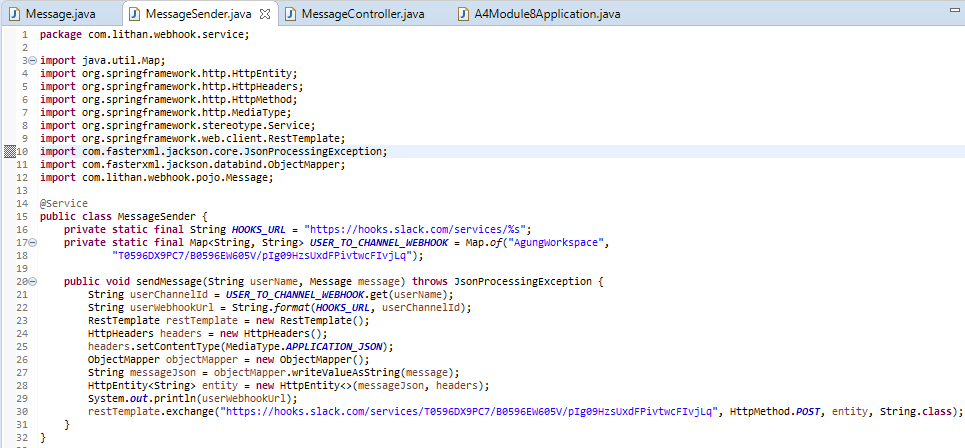 Message.java MessageSender.java MessageController.java A4Module8Application.java
1 package com.lithan.webhook.service;
2
3 import java.util.Map;
4 import org.springframework.http.HttpEntity;
5 import org.springframework.http.HttpHeaders;
6 import org.springframework.http.HttpMethod;
7 import org.springframework.http.MediaType;
8 import org.springframework.stereotype.Service;
9 import org.springframework.web.client.RestTemplate;
10 import com.fasterxml.jackson.core.JsonProcessingException;
11 import com.fasterxml.jackson.databind.ObjectMapper;
12 import com.lithan.webhook.pojo.Message;
13
14 @Service
15 public class MessageSender {
16 private static final String HOOKS_URL = "https://hooks.slack.com/services/%s";
17 private static final Map<String, String> USER_TO_CHANNEL_WEBHOOK = Map.of("AgungWorkspace",
18 "T0596DX9PC7/B0596EW605V/pIg09HzsUxdFPivtwcFIvjLq");
19
20 public void sendMessage(String userName, Message message) throws JsonProcessingException {
21 String userChannelId = USER_TO_CHANNEL_WEBHOOK.get(userName);
22 String userWebhookUrl = String.format(HOOKS_URL, userChannelId);
23 RestTemplate restTemplate = new RestTemplate();
24 HttpHeaders headers = new HttpHeaders();
25 headers.setContentType(MediaType.APPLICATION_JSON);
26 ObjectMapper objectMapper = new ObjectMapper();
27 String messageJson = objectMapper.writeValueAsString(message);
28 HttpEntity<String> entity = new HttpEntity<>(messageJson, headers);
29 System.out.println(userWebhookUrl);
30 restTemplate.exchange("https://hooks.slack.com/services/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", HttpMethod.POST, entity, String.class);
31 }
32 }